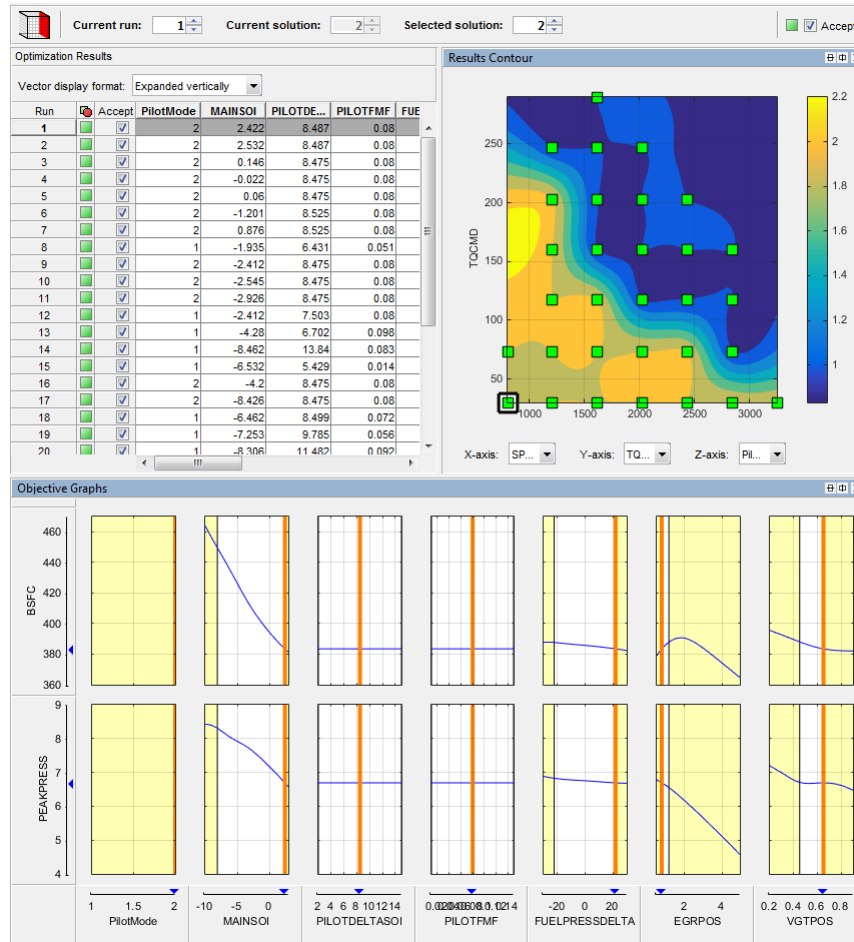 Current run: 1 Current solution: 2 Selected solution: 2 Accept
Optimization Results
Vector display format: Expanded vertically
Run Accept PilotMode MAINSOI PILOTDE... PILOTFMF FUE
1 2 2.422 8.487 0.08
2 2 2.532 8.487 0.08
3 2 0.146 8.475 0.08
4 2 -0.022 8.475 0.08
5 2 0.06 8.475 0.08
6 2 -1.201 8.525 0.08
7 2 0.876 8.525 0.08
8 1 -1.935 6.431 0.051
9 2 -2.412 8.475 0.08
10 2 -2.545 8.475 0.08
11 2 -2.926 8.475 0.08
12 1 -2.412 7.503 0.08
13 1 -4.28 6.702 0.098
14 1 -8.462 13.84 0.083
15 1 -6.532 5.429 0.014
16 2 -4.2 8.475 0.08
17 2 -8.426 8.475 0.08
18 1 -6.462 8.499 0.072
19 1 -7.253 9.785 0.056
20 1 -8.306 11.482 0.092
Results Contour
TQCMD
250
200
150
100
50
1000 1500 2000 2500 3000
2.2
2
1.8
1.6
1.4
1.2
1
X-axis: SP... Y-axis: TQ... Z-axis: Pil...
Objective Graphs
BSFC
460
440
420
400
380
360
PEAKPRESS
9
8
7
6
5
4
1 1.5 2 -10 -5 0 2 4 6 8 10 12 14 -20 0 20 2 4 0.2 0.4 0.6 0.8
PilotMode MAINSOI PILOTDELTASOI PILOTFMF FUELPRESSDELTA EGRPOS VGTPOS